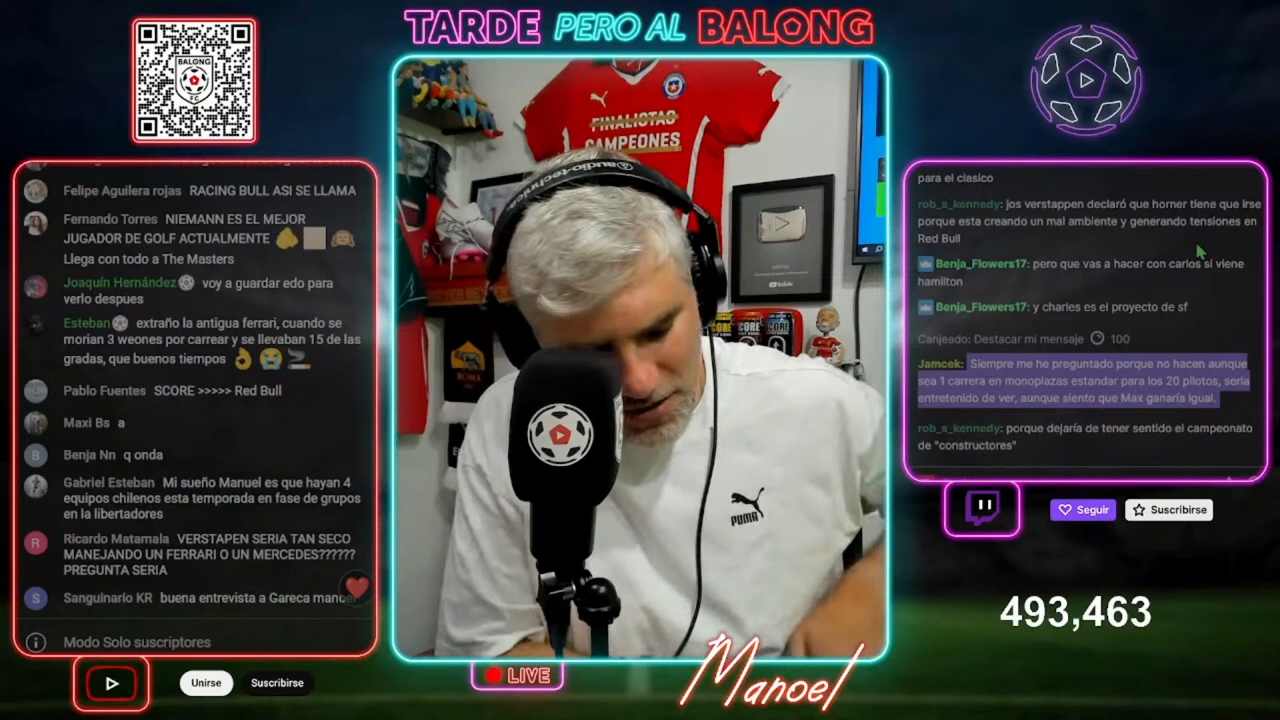 TARDE PERO AL BALONG
BALONG
FC
Felipe Aguilera rojas RACING BULL ASI SE LLAMA
Fernando Torres NIEMANN ES EL MEJOR
JUGADOR DE GOLF ACTUALMENTE
Llega con todo a The Masters
Joaquín Hernández voy a guardar edo para
verlo despues
Esteban extraño la antigua ferrari, cuando se
morian 3 weones por carrear y se llevaban 15 de las
gradas, que buenos tiempos
Pablo Fuentes SCORE >>>>> Red Bull
Maxi Bs a
B Benja Nn q onda
Gabriel Esteban Mi sueño Manuel es que hayan 4
equipos chilenos esta temporada en fase de grupos
en la libertadores
R Ricardo Matamala VERSTAPEN SERIA TAN SECO
MANEJANDO UN FERRARI O UN MERCEDES??????
PREGUNTA SERIA
S Sanguinario KR buena entrevista a Gareca
Modo Solo suscriptores
Unirse
Suscribirse
FINALISTAS
CAMPEONES
audio-technica
YouTube
SCORE
SCORE
ROMA
PUMA
LIVE
Manoel
para el clasico
rob_s_kennedy: jos verstappen declaró que horner tiene que irse
porque esta creando un mal ambiente y generando tensiones en
Red Bull
Benja_Flowers17: pero que vas a hacer con carlos si viene
hamilton
Benja_Flowers17: y charles es el proyecto de sf
Canjeado: Destacar mi mensaje 100
Jamcek: Siempre me he preguntado porque no hacen aunque
sea 1 carrera en monoplazas estandar para los 20 pilotos, seria
entretenido de ver, aunque siento que Max ganaría igual.
rob_s_kennedy: porque dejaría de tener sentido el campeonato
de "constructores"
Seguir
Suscribirse
493,463